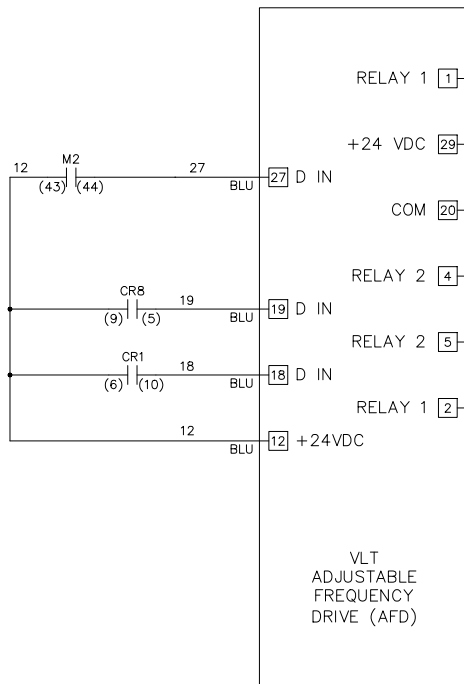 RELAY 1 1
+24 VDC 29
M2
12 27
(43) (44) BLU 27 D IN
COM 20
RELAY 2 4
CR8
19
(9) (5) BLU 19 D IN
RELAY 2 5
CR1
18
(6) (10) BLU 18 D IN
RELAY 1 2
12
BLU 12 +24VDC
VLT
ADJUSTABLE
FREQUENCY
DRIVE (AFD)